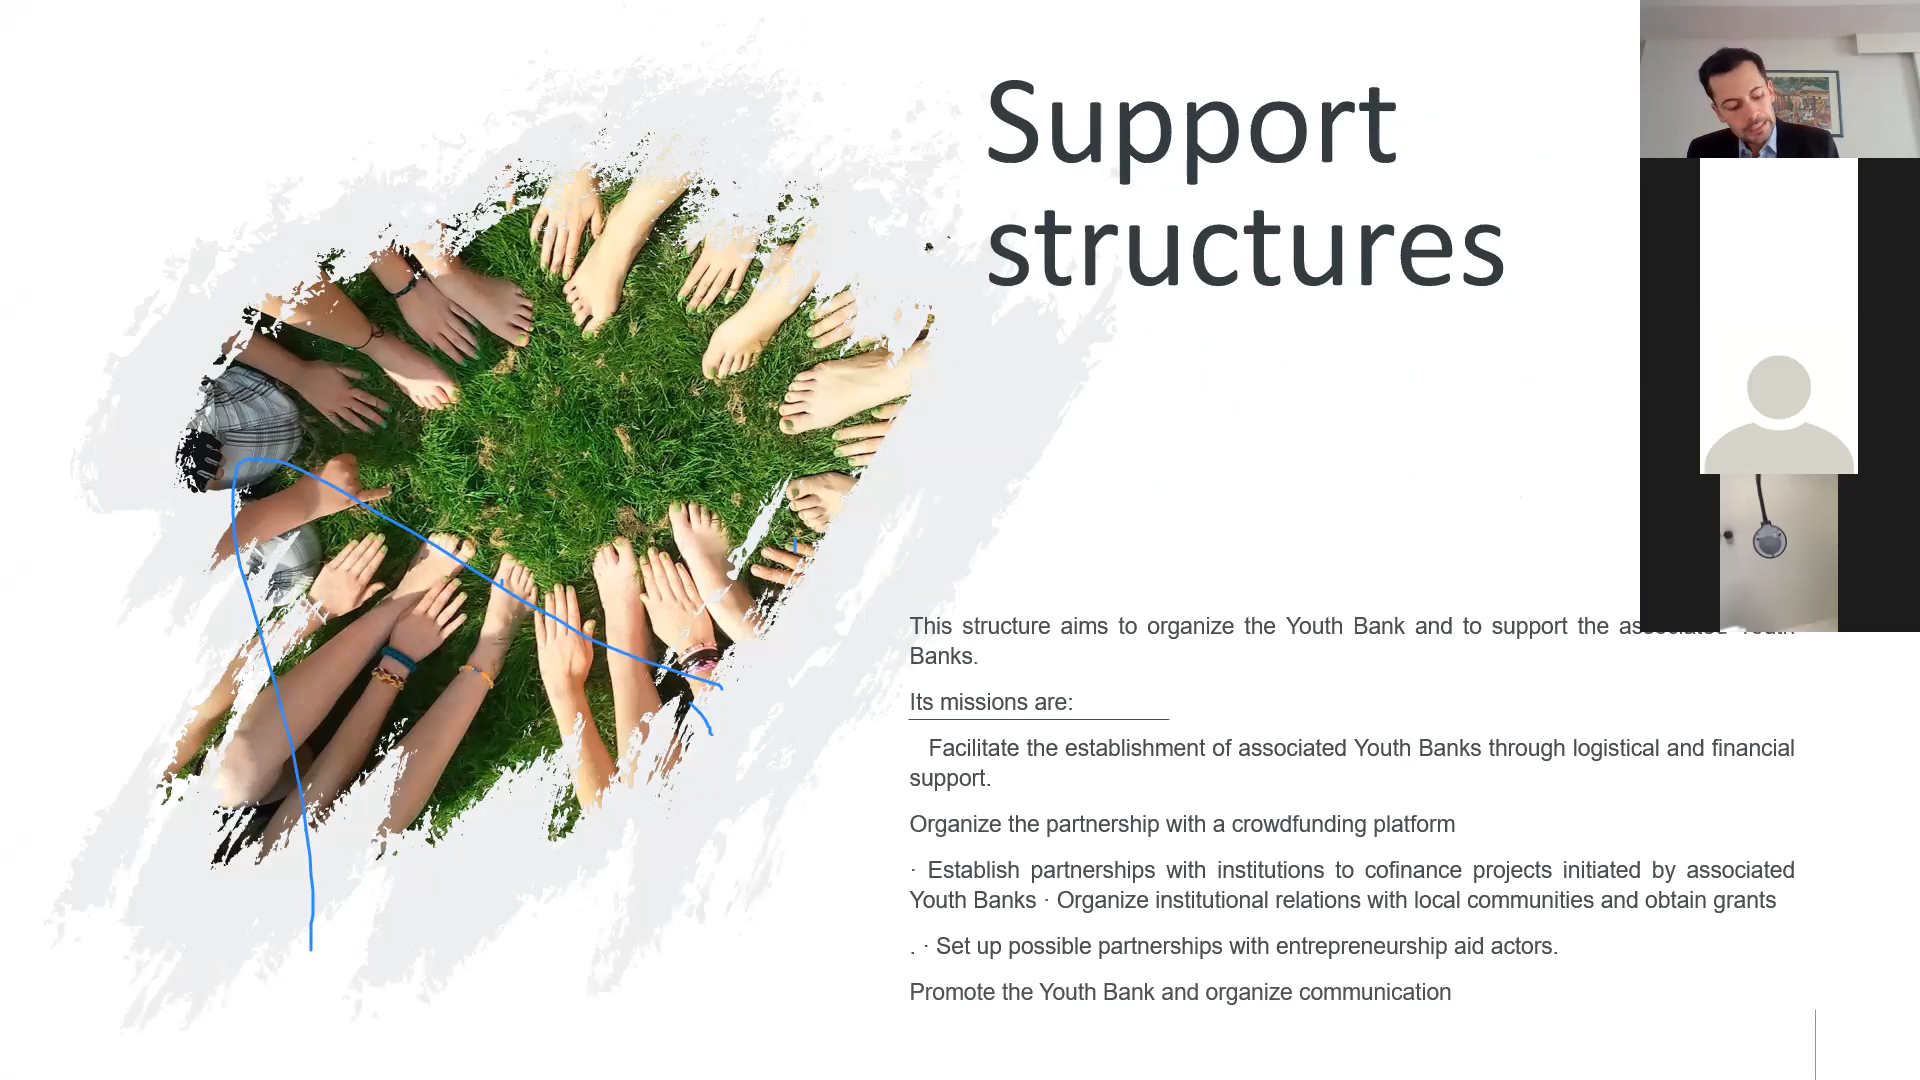 Support
structures
This structure aims to organize the Youth Bank and to support the associated Youth
Banks.
Its missions are:
Facilitate the establishment of associated Youth Banks through logistical and financial
support.
Organize the partnership with a crowdfunding platform
· Establish partnerships with institutions to cofinance projects initiated by associated
Youth Banks · Organize institutional relations with local communities and obtain grants
. · Set up possible partnerships with entrepreneurship aid actors.
Promote the Youth Bank and organize communication